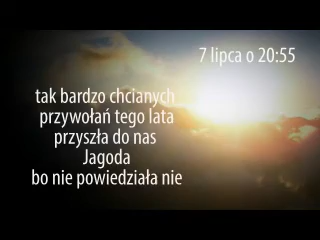 7 lipca o 20:55
tak bardzo chcianych
przywołań tego lata
przyszła do nas
Jagoda
bo nie powiedziała nie